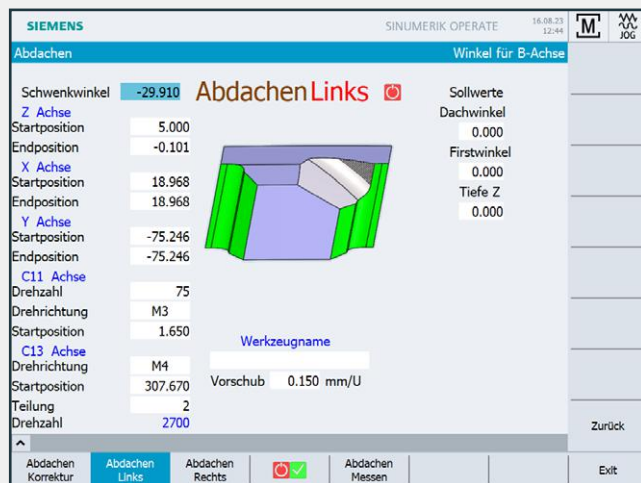 SIEMENS
SINUMERIK OPERATE
16.08.23
12:44
M
JOG
Abdachen
Winkel für B-Achse
Schwenkwinkel -29.910
Abdachen Links
Z Achse
Startposition 5.000
Endposition -0.101
X Achse
Startposition 18.968
Endposition 18.968
Y Achse
Startposition -75.246
Endposition -75.246
C11 Achse
Drehzahl 75
Drehrichtung M3
Startposition 1.650
C13 Achse
Drehrichtung M4
Startposition 307.670
Teilung 2
Drehzahl 2700
Werkzeugname
Vorschub 0.150 mm/U
Sollwerte
Dachwinkel
0.000
Firstwinkel
0.000
Tiefe Z
0.000
Zurück
Abdachen
Korrektur
Abdachen
Links
Abdachen
Rechts
Abdachen
Messen
Exit